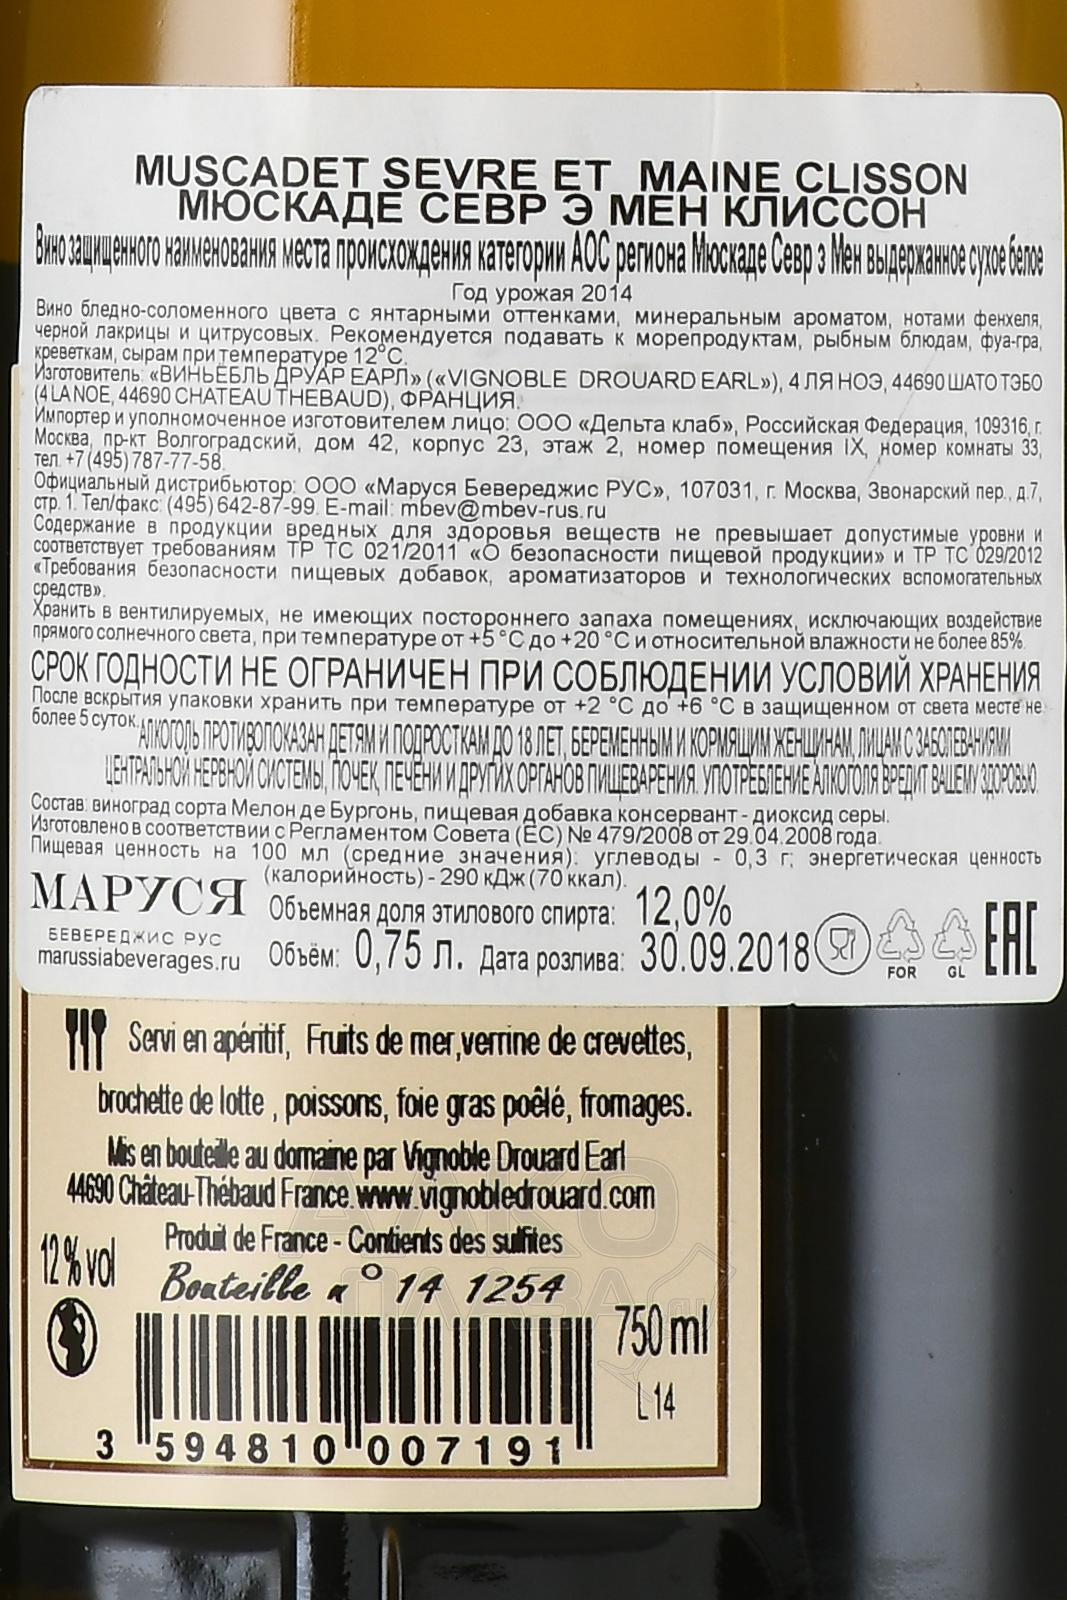 MUSCADET SEVRE ET MAINE CLISSON
МЮСКАДЕ СЕВР Э МЕН КЛИССОН
Вино защищенного наименования места происхождения категории АОС региона Мюскаде Севр э Мен выдержанное сухое белое
Год урожая 2014
Вино бледно-соломенного цвета с янтарными оттенками, минеральным ароматом, нотами фенхеля,
черной лакрицы и цитрусовых. Рекомендуется подавать к морепродуктам, рыбным блюдам, фуа-гра,
креветкам, сырам при температуре 12°С.
Изготовитель: «ВИНЬЕБЛЬ ДРУАР ЕАРЛ» («VIGNOBLE DROUARD EARL»), 4 ЛЯ НОЭ, 44690 ШАТО ТЭБО
(4 LA NOE, 44690 CHATEAU THEBAUD), ФРАНЦИЯ.
Импортер и уполномоченное изготовителем лицо: ООО «Дельта клаб», Российская Федерация, 109316, г.
Москва, пр-кт Волгоградский, дом 42, корпус 23, этаж 2, номер помещения IX, номер комнаты 33,
тел. +7 (495) 787-77-58.
Официальный дистрибьютор: ООО «Маруся Бевереджис РУС», 107031, г. Москва, Звонарский пер., д.7,
стр. 1. Тел/факс: (495) 642-87-99. E-mail: mbev@mbev-rus.ru
Содержание в продукции вредных для здоровья веществ не превышает допустимые уровни и
соответствует требованиям ТР ТС 021/2011 «О безопасности пищевой продукции» и ТР ТС 029/2012
«Требования безопасности пищевых добавок, ароматизаторов и технологических вспомогательных
средств».
Хранить в вентилируемых, не имеющих постороннего запаха помещениях, исключающих воздействие
прямого солнечного света, при температуре от +5 °С до +20 °С и относительной влажности не более 85%.
СРОК ГОДНОСТИ НЕ ОГРАНИЧЕН ПРИ СОБЛЮДЕНИИ УСЛОВИЙ ХРАНЕНИЯ
После вскрытия упаковки хранить при температуре от +2 °С до +6 °С в защищенном от света месте не
более 5 суток. АЛКОГОЛЬ ПРОТИВОПОКАЗАН ДЕТЯМ И ПОДРОСТКАМ ДО 18 ЛЕТ, БЕРЕМЕННЫМ И КОРМЯЩИМ ЖЕНЩИНАМ, ЛИЦАМ С ЗАБОЛЕВАНИЯМИ
ЦЕНТРАЛЬНОЙ НЕРВНОЙ СИСТЕМЫ, ПОЧЕК, ПЕЧЕНИ И ДРУГИХ ОРГАНОВ ПИЩЕВАРЕНИЯ. УПОТРЕБЛЕНИЕ АЛКОГОЛЯ ВРЕДИТ ВАШЕМУ ЗДОРОВЬЮ.
Состав: виноград сорта Мелон де Бургонь, пищевая добавка консервант - диоксид серы.
Изготовлено в соответствии с Регламентом Совета (ЕС) № 479/2008 от 29.04.2008 года.
Пищевая ценность на 100 мл (средние значения): углеводы - 0,3 г; энергетическая ценность
(калорийность) - 290 кДж (70 ккал).
МАРУСЯ
БЕВЕРЕДЖИС РУС
marussiabeverages.ru
Объемная доля этилового спирта: 12,0%
Объём: 0,75 л. Дата розлива: 30.09.2018
FOR
GL
EAC
Servi en apéritif, Fruits de mer,verrine de crevettes,
brochette de lotte , poissons, foie gras poêlé, fromages.
Mis en bouteille au domaine par Vignoble Drouard Earl
44690 Château-Thébaud France.www.vignobledrouard.com
Produit de France - Contients des sulfites
12 % vol
Bouteille n° 14 1254
750 ml
L 14
3 594810 007191
АЛКО
ПЛАЗА.ru